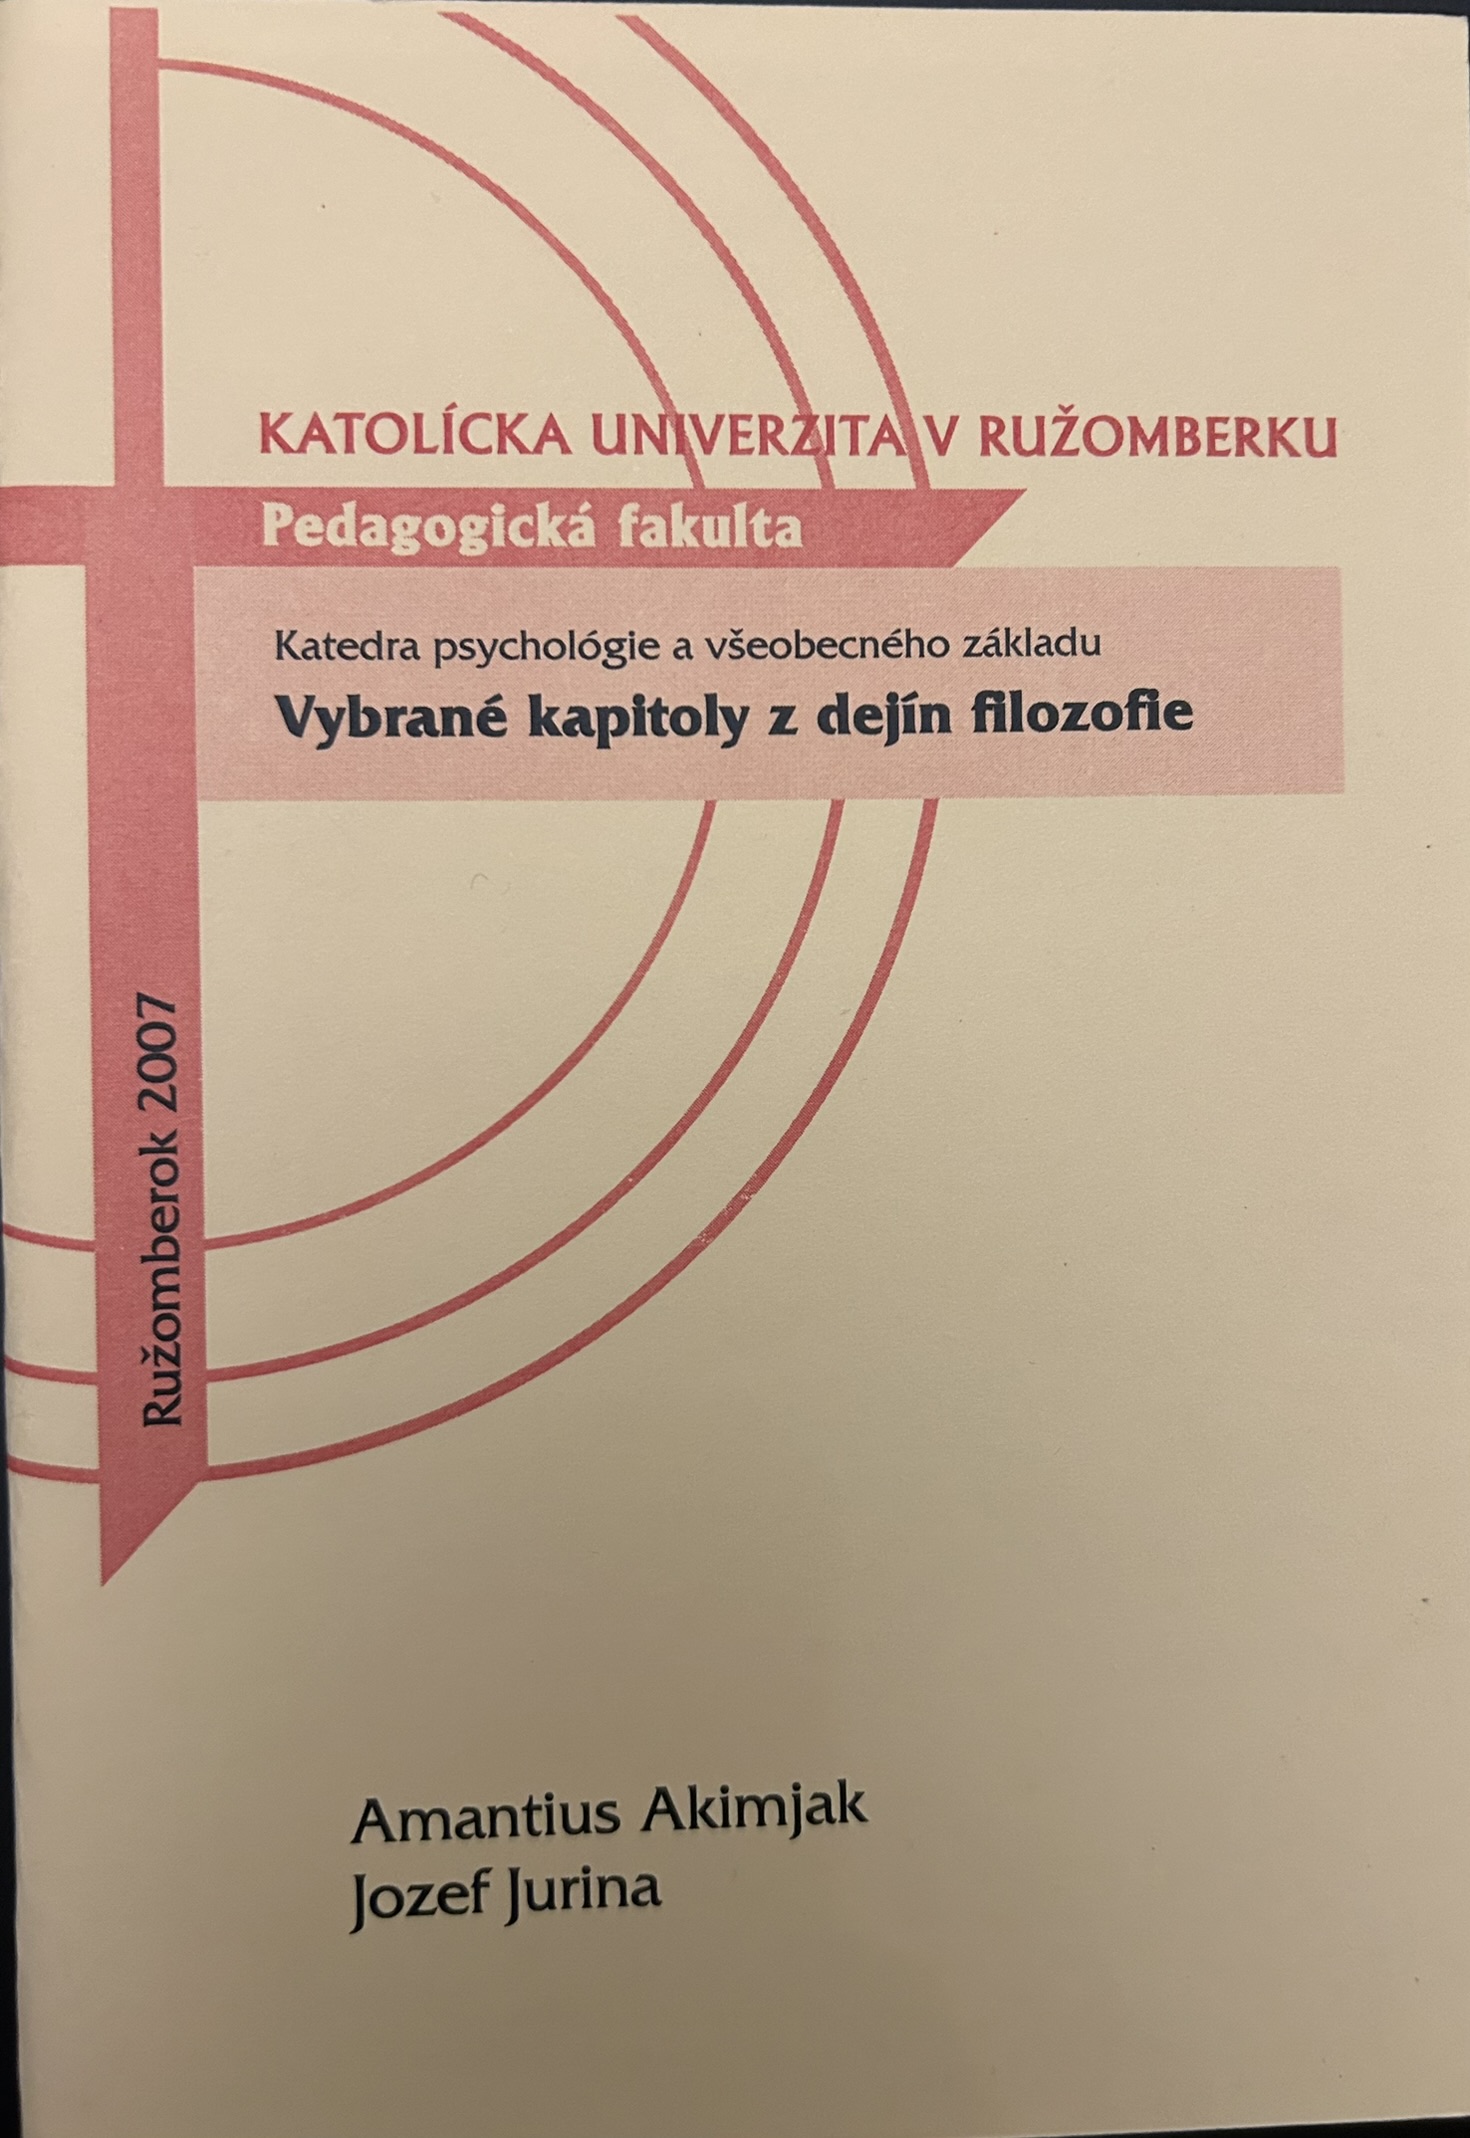 KATOLÍCKA UNIVERZITA V RUŽOMBERKU
Pedagogická fakulta
Katedra psychológie a všeobecného základu
Vybrané kapitoly z dejín filozofie
Ružomberok 2007
Amantius Akimjak
Jozef Jurina